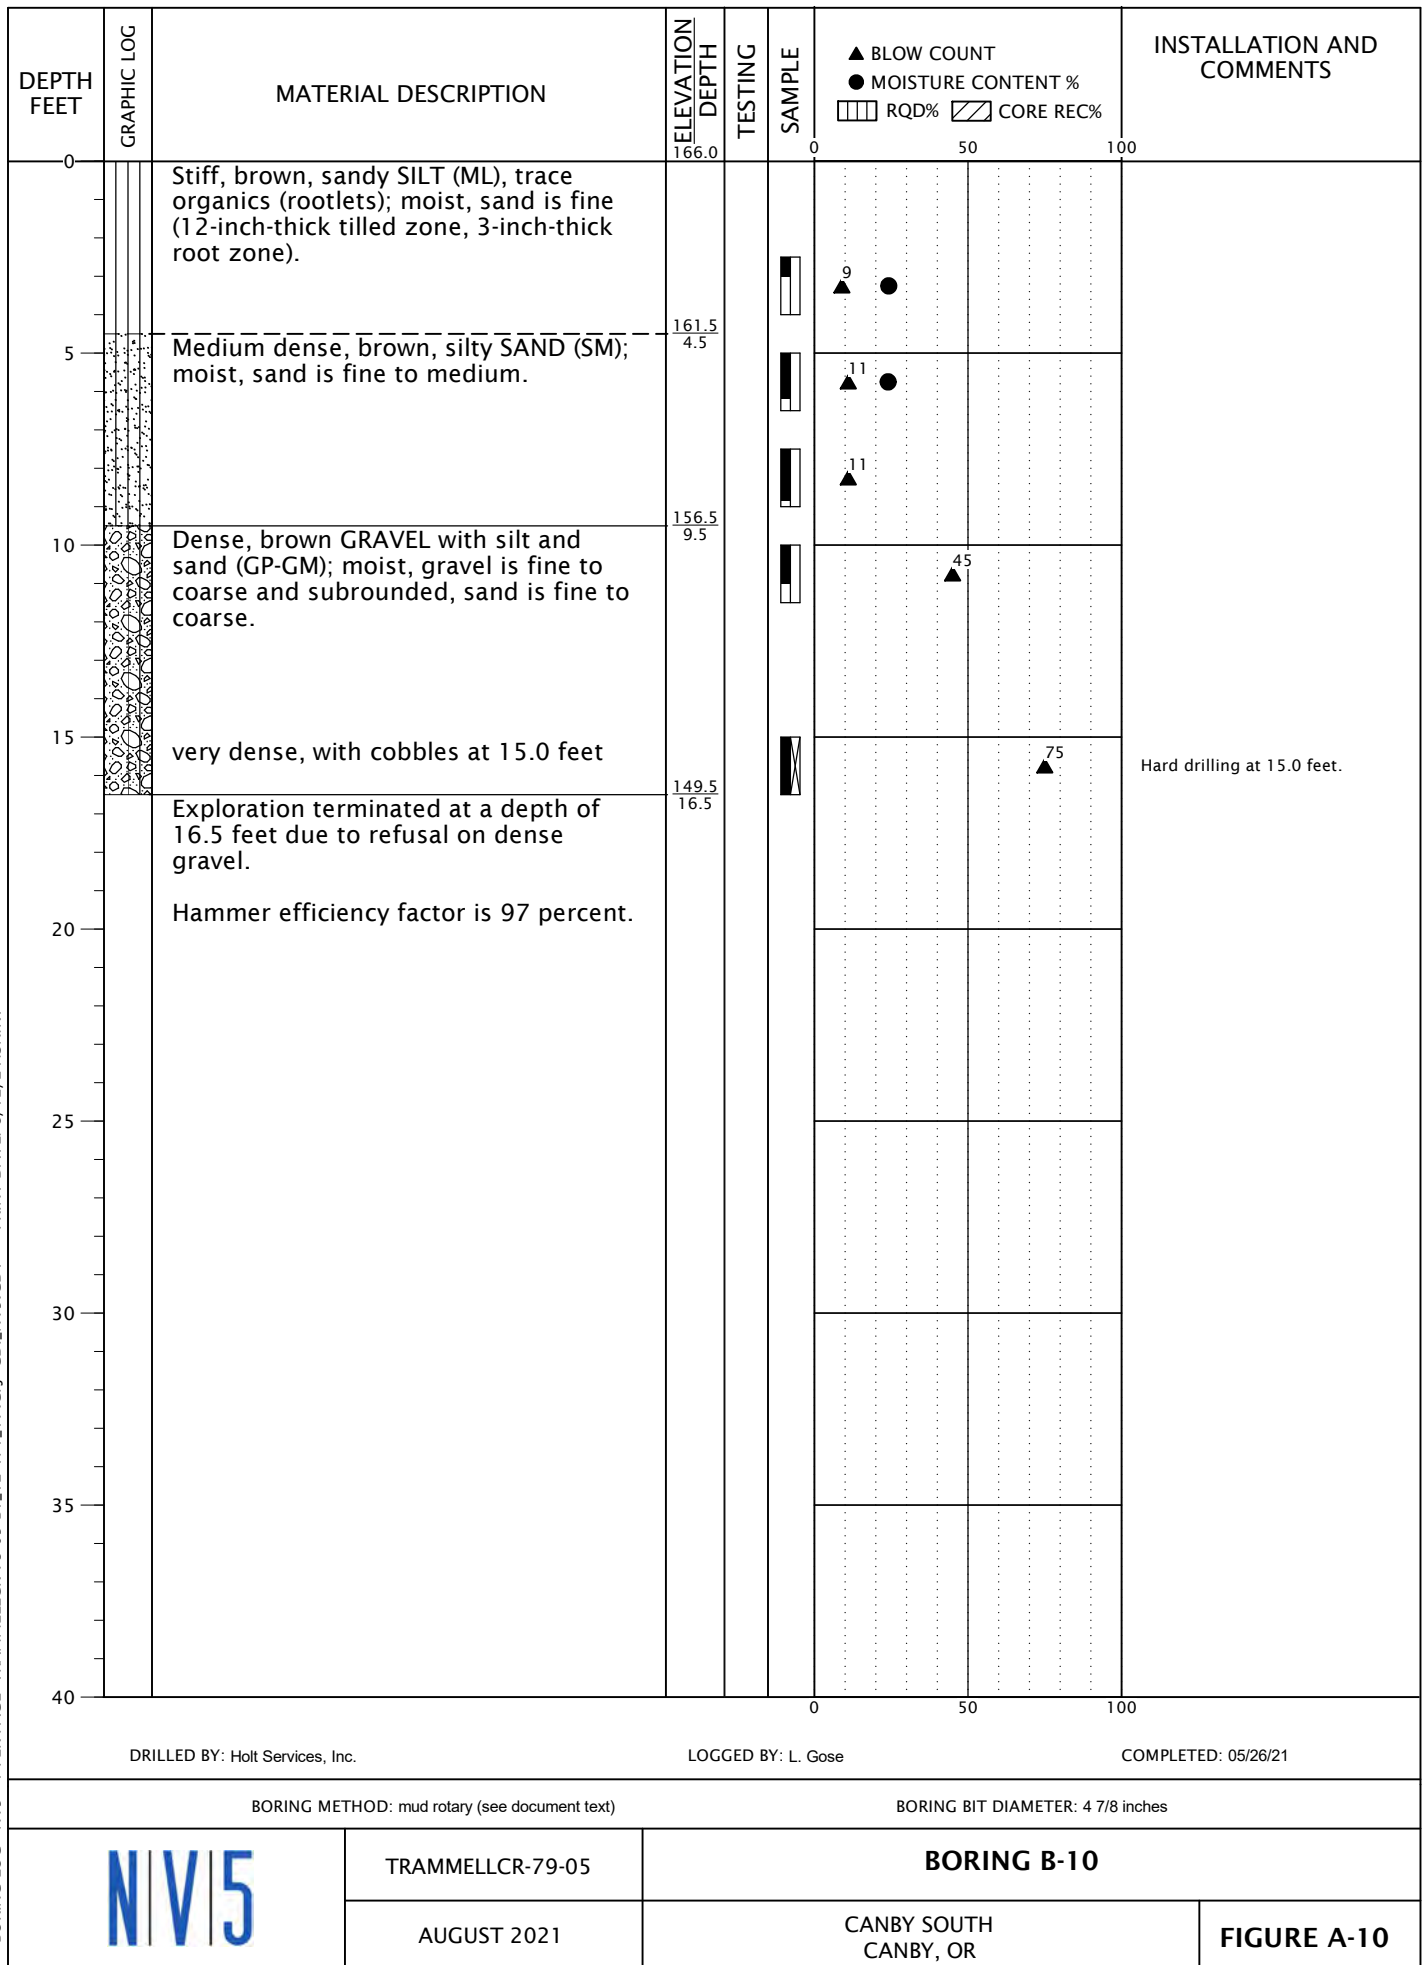 DEPTH
FEET
GRAPHIC LOG
MATERIAL DESCRIPTION
ELEVATION
DEPTH
TESTING
SAMPLE
▲ BLOW COUNT
● MOISTURE CONTENT %
RQD% CORE REC%
INSTALLATION AND
COMMENTS
166.0
0 50 100
0
Stiff, brown, sandy SILT (ML), trace
organics (rootlets); moist, sand is fine
(12-inch-thick tilled zone, 3-inch-thick
root zone).
9
161.5
4.5
5
Medium dense, brown, silty SAND (SM);
moist, sand is fine to medium.
11
11
156.5
9.5
10
Dense, brown GRAVEL with silt and
sand (GP-GM); moist, gravel is fine to
coarse and subrounded, sand is fine to
coarse.
45
15
very dense, with cobbles at 15.0 feet
75
Hard drilling at 15.0 feet.
149.5
16.5
Exploration terminated at a depth of
16.5 feet due to refusal on dense
gravel.
Hammer efficiency factor is 97 percent.
20
25
30
35
40
0 50 100
DRILLED BY: Holt Services, Inc.
LOGGED BY: L. Gose
COMPLETED: 05/26/21
BORING METHOD: mud rotary (see document text)
BORING BIT DIAMETER: 4 7/8 inches
N|V|5
TRAMMELLCR-79-05
BORING B-10
AUGUST 2021
CANBY SOUTH
CANBY, OR
FIGURE A-10